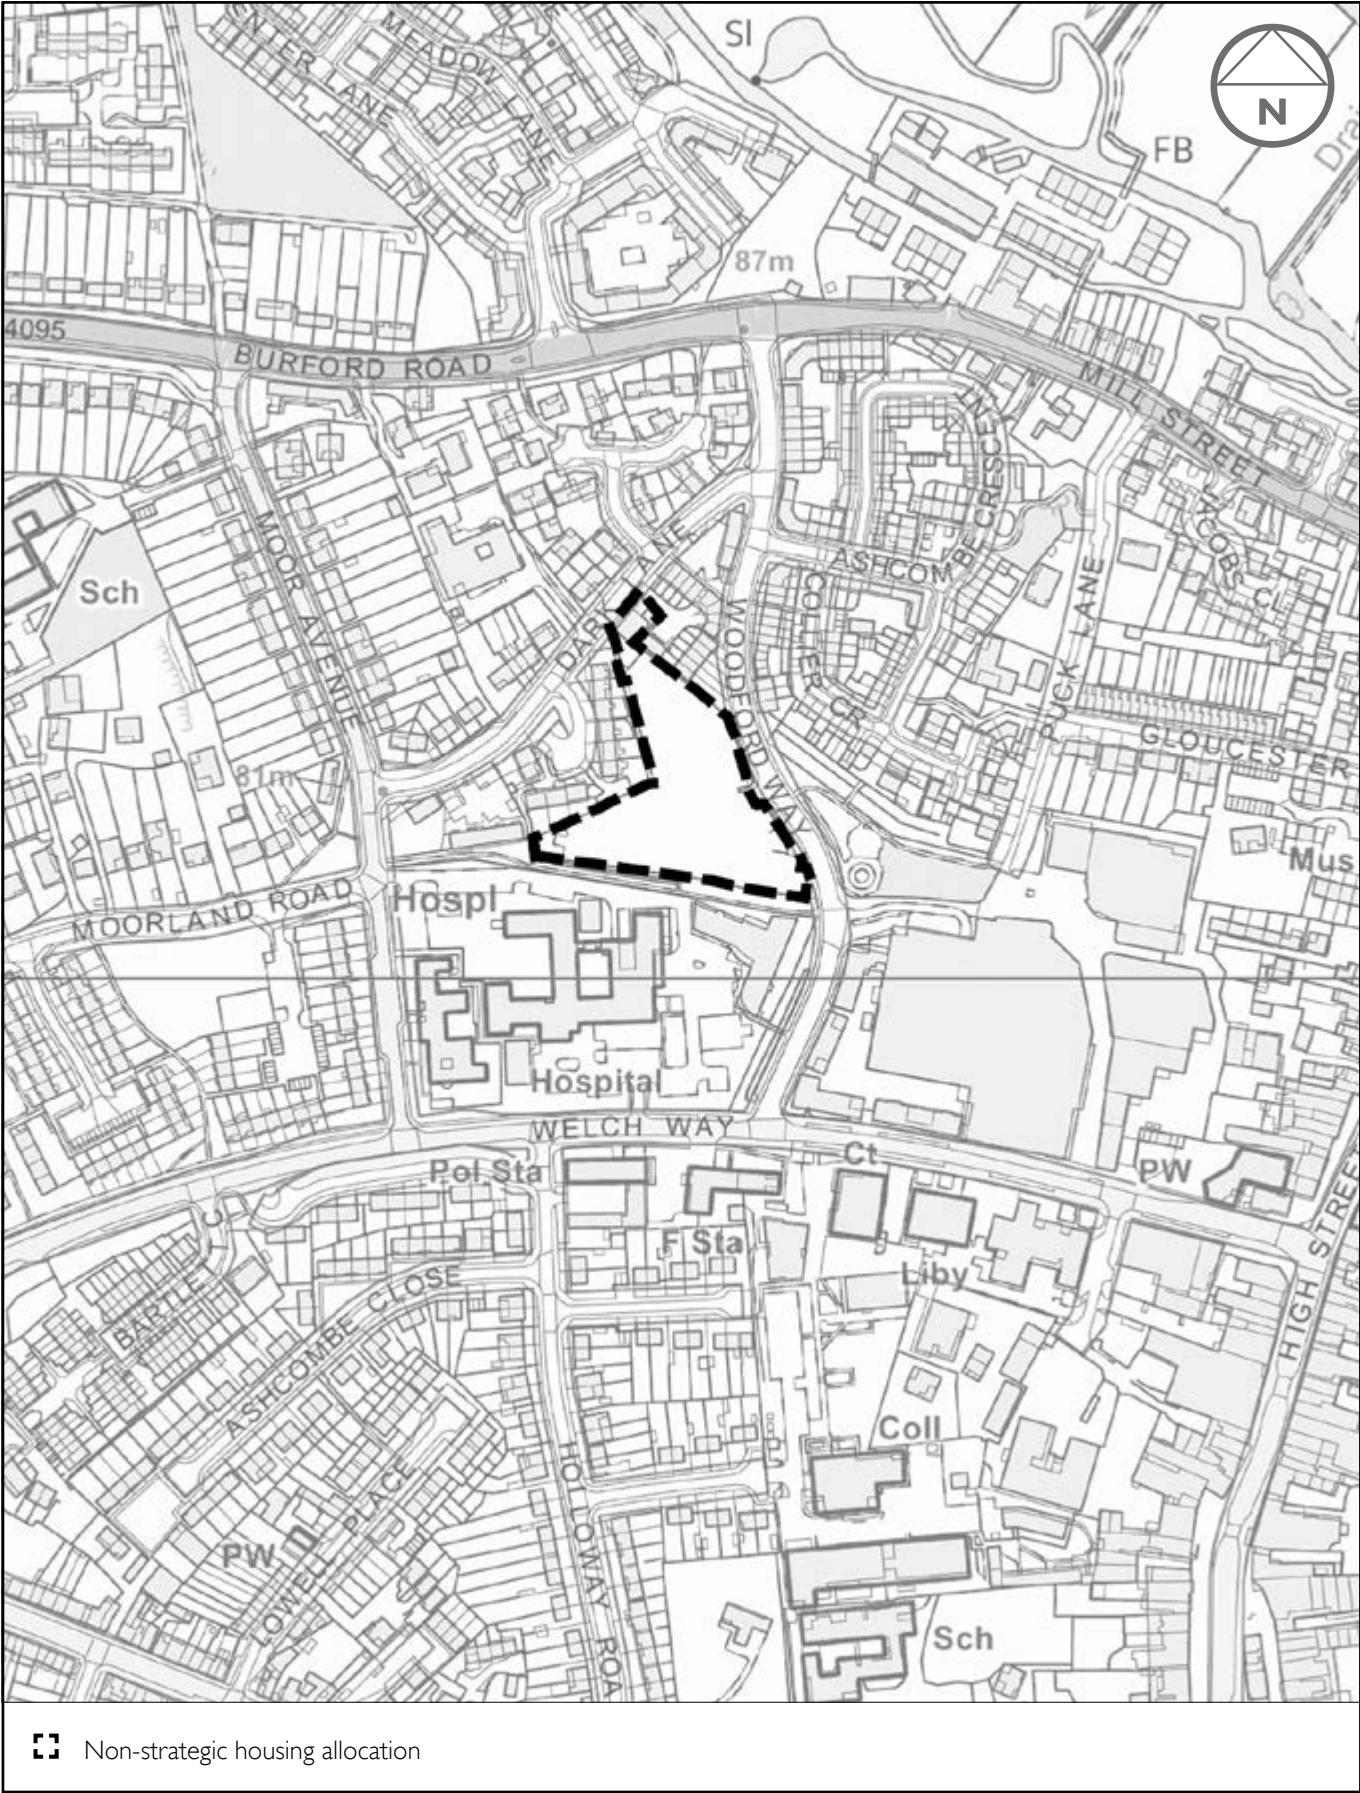 SI
N
FB
MEADOW LANE
87m
4095
BURFORD ROAD
MILL STREET
MOOR AVENUE
ASHCOMBE CRESCENT
Sch
COLLIER CR
WOODFORD WAY
PUCK LANE
GLOUCESTER
81m
Mus
MOORLAND ROAD
Hospl
Hospital
WELCH WAY
Pol Sta
Ct
PW
F Sta
Liby
HIGH STREET
ASHCOMBE CLOSE
Coll
PW
Sch
Non-strategic housing allocation